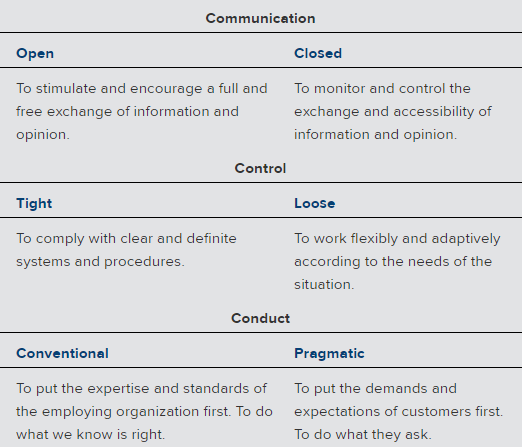 Communication
Open
Closed
To stimulate and encourage a full and
free exchange of information and
opinion.
To monitor and control the
exchange and accessibility of
information and opinion.
Control
Tight
Loose
To comply with clear and definite
systems and procedures.
To work flexibly and adaptively
according to the needs of the
situation.
Conduct
Conventional
Pragmatic
To put the expertise and standards of
the employing organization first. To do
what we know is right.
To put the demands and
expectations of customers first.
To do what they ask.